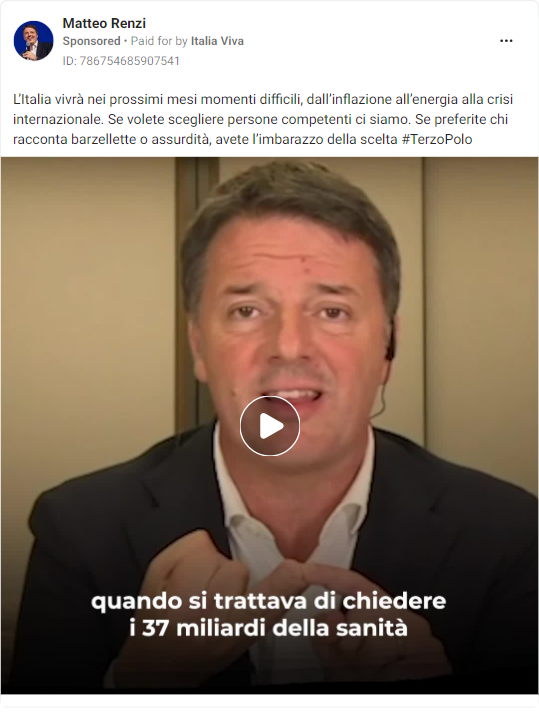 Matteo Renzi
Sponsored • Paid for by Italia Viva
ID: 786754685907541
L'Italia vivrà nei prossimi mesi momenti difficili, dall'inflazione all'energia alla crisi
internazionale. Se volete scegliere persone competenti ci siamo. Se preferite chi
racconta barzellette o assurdità, avete l'imbarazzo della scelta #TerzoPolo
quando si trattava di chiedere
i 37 miliardi della sanità